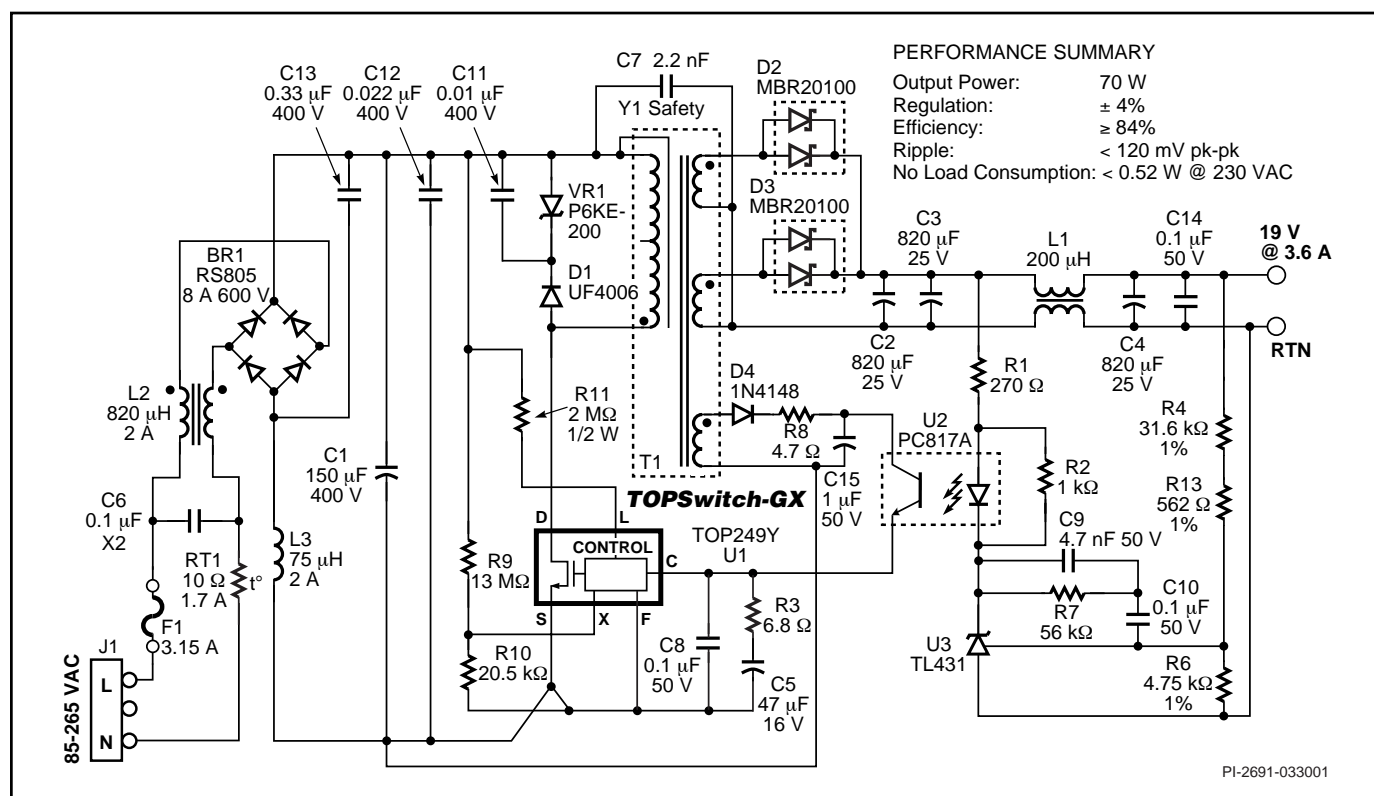 PERFORMANCE SUMMARY
Output Power: 70 W
Regulation: ± 4%
Efficiency: ≥ 84%
Ripple: < 120 mV pk-pk
No Load Consumption: < 0.52 W @ 230 VAC
C13
0.33 µF
400 V
C12
0.022 µF
400 V
C11
0.01 µF
400 V
C7 2.2 nF
Y1 Safety
D2
MBR20100
VR1
P6KE-
200
D1
UF4006
D3
MBR20100
C3
820 µF
25 V
L1
200 µH
C14
0.1 µF
50 V
19 V
@ 3.6 A
RTN
BR1
RS805
8 A 600 V
C2
820 µF
25 V
C4
820 µF
25 V
L2
820 µH
2 A
R11
2 MΩ
1/2 W
T1
D4
1N4148
R8
4.7 Ω
C15
1 µF
50 V
R1
270 Ω
U2
PC817A
R2
1 kΩ
R4
31.6 kΩ
1%
R13
562 Ω
1%
C1
150 µF
400 V
C6
0.1 µF
X2
RT1
10 Ω
1.7 A
t°
L3
75 µH
2 A
TOPSwitch-GX
TOP249Y
U1
D
L
CONTROL
C
S
X
F
R9
13 MΩ
R10
20.5 kΩ
C8
0.1 µF
50 V
R3
6.8 Ω
C5
47 µF
16 V
C9
4.7 nF 50 V
R7
56 kΩ
C10
0.1 µF
50 V
U3
TL431
R6
4.75 kΩ
1%
F1
3.15 A
J1
L
N
85-265 VAC
PI-2691-033001